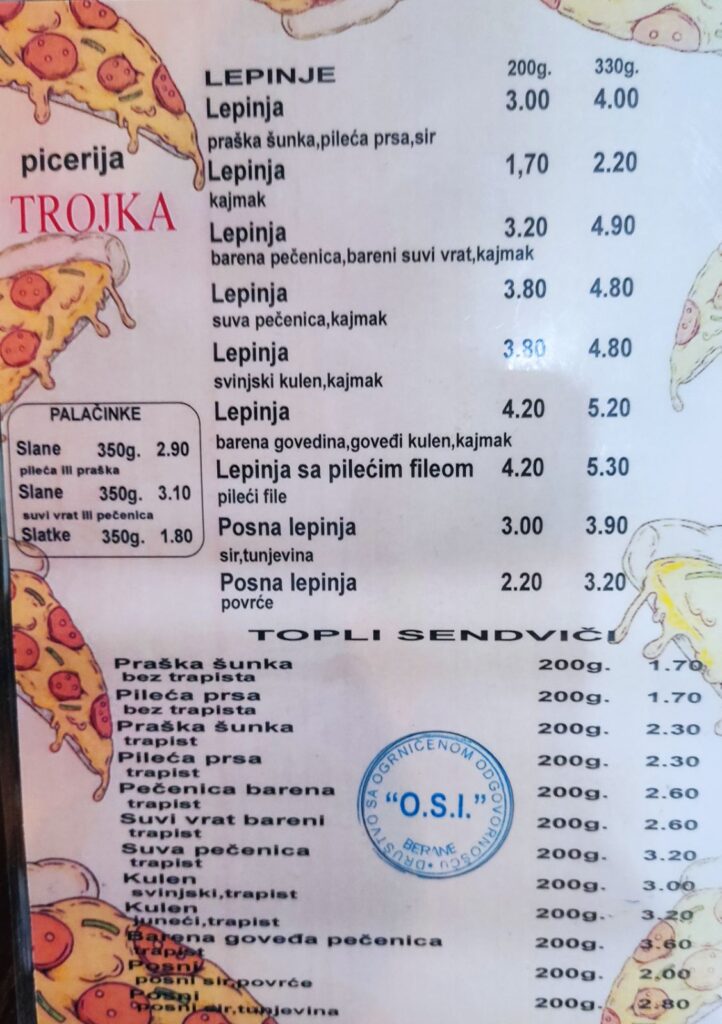 picerija
TROJKA
LEPINJE 200g. 330g.
Lepinja 3.00 4.00
praška šunka,pileća prsa,sir
Lepinja 1,70 2.20
kajmak
Lepinja 3.20 4.90
barena pečenica,bareni suvi vrat,kajmak
Lepinja 3.80 4.80
suva pečenica,kajmak
Lepinja 3.80 4.80
svinjski kulen,kajmak
Lepinja 4.20 5.20
barena govedina,goveđi kulen,kajmak
Lepinja sa pilećim fileom 4.20 5.30
pileći file
Posna lepinja 3.00 3.90
sir,tunjevina
Posna lepinja 2.20 3.20
povrće
PALAČINKE
Slane 350g. 2.90
pileća ili praška
Slane 350g. 3.10
suvi vrat ili pečenica
Slatke 350g. 1.80
TOPLI SENDVIČI
Praška šunka 200g. 1.70
bez trapista
Pileća prsa 200g. 1.70
bez trapista
Praška šunka 200g. 2.30
trapist
Pileća prsa 200g. 2.30
trapist
Pečenica barena 200g. 2.60
trapist
Suvi vrat bareni 200g. 2.60
trapist
Suva pečenica 200g. 3.20
trapist
Kulen 200g. 3.00
svinjski,trapist
Kulen 200g. 3.20
juneći,trapist
Barena goveđa pečenica 200g. 3.60
trapist
Posni 200g. 2.00
posni sir,povrće
Posni 200g. 2.80
posni sir,tunjevina
DRUŠTVO SA OGRNIČENOM ODGOVORNOŠĆU
"O.S.I."
BERANE